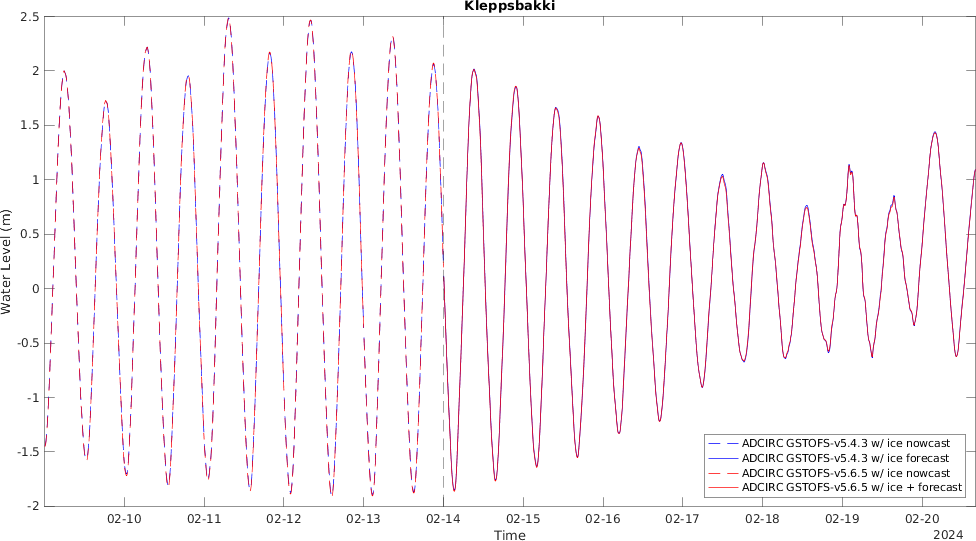 Kleppsbakki
2.5
2
1.5
1
0.5
0
-0.5
-1
-1.5
-2
Water Level (m)
02-10 02-11 02-12 02-13 02-14 02-15 02-16 02-17 02-18 02-19 02-20
Time
2024
ADCIRC GSTOFS-v5.4.3 w/ ice nowcast
ADCIRC GSTOFS-v5.4.3 w/ ice forecast
ADCIRC GSTOFS-v5.6.5 w/ ice nowcast
ADCIRC GSTOFS-v5.6.5 w/ ice + forecast